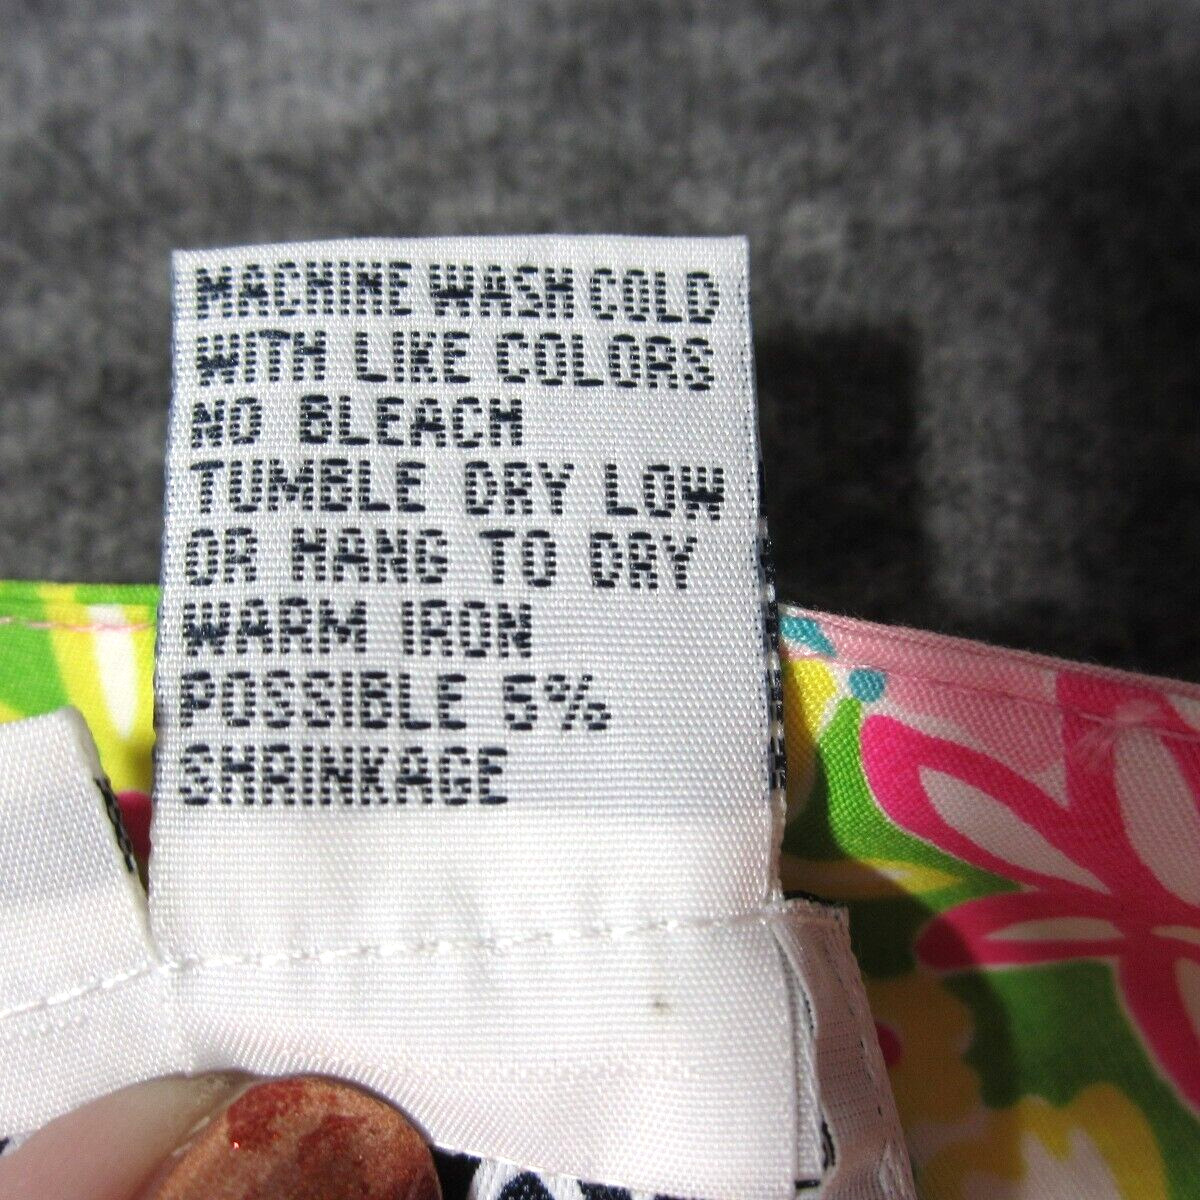 MACHINE WASH COLD
WITH LIKE COLORS
NO BLEACH
TUMBLE DRY LOW
OR HANG TO DRY
WARM IRON
POSSIBLE 5%
SHRINKAGE